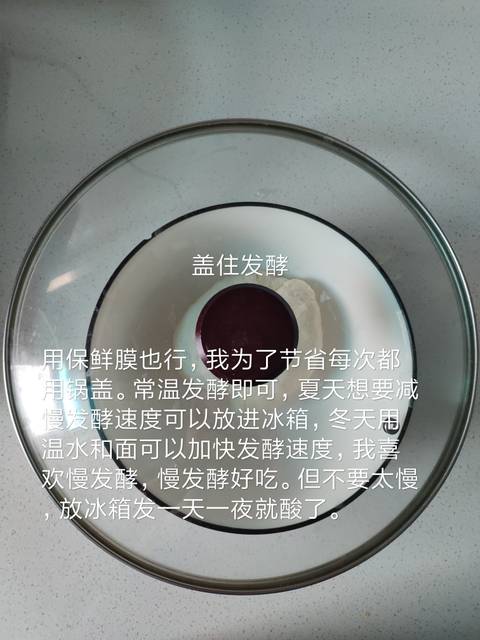 盖住发酵
用保鲜膜也行，我为了节省每次都
用锅盖。常温发酵即可，夏天想要减
慢发酵速度可以放进冰箱，冬天用
温水和面可以加快发酵速度，我喜
欢慢发酵，慢发酵好吃。但不要太慢
，放冰箱发一天一夜就酸了。